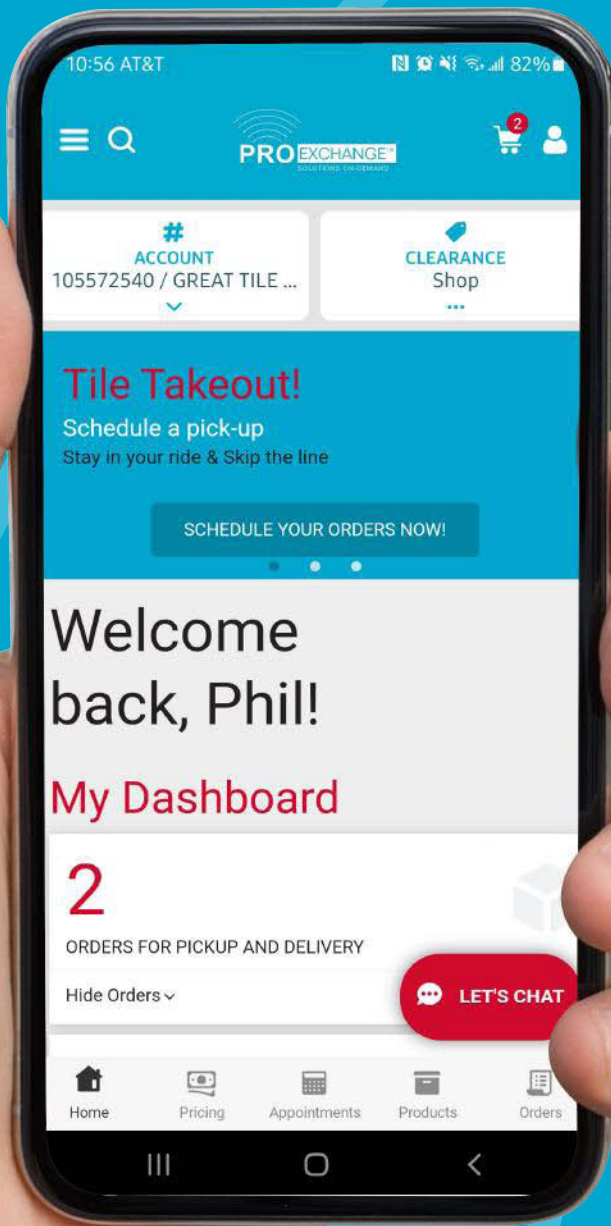 10:56 AT&T 82%
2
PRO EXCHANGE™
SOLUTIONS ON-DEMAND
#
ACCOUNT
105572540 / GREAT TILE ...
CLEARANCE
Shop
...
Tile Takeout!
Schedule a pick-up
Stay in your ride & Skip the line
SCHEDULE YOUR ORDERS NOW!
Welcome
back, Phil!
My Dashboard
2
ORDERS FOR PICKUP AND DELIVERY
Hide Orders
LET'S CHAT
Home Pricing Appointments Products Orders